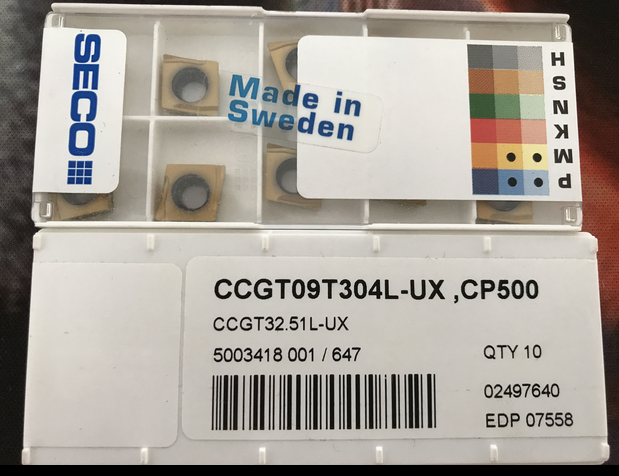 SECO
Made in
Sweden
H
S
N
K
M
P
CCGT09T304L-UX ,CP500
CCGT32.51L-UX
5003418 001 / 647
QTY 10
02497640
EDP 07558